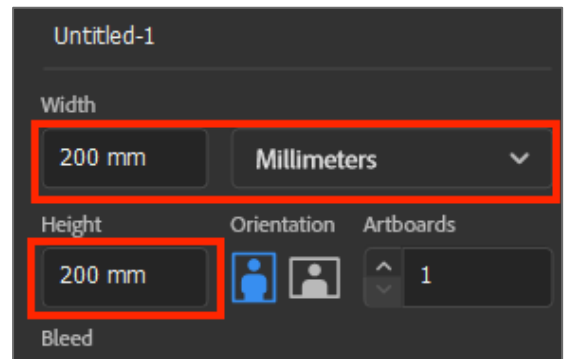 Untitled-1
Width
200 mm Millimeters
Height Orientation Artboards
200 mm 1
Bleed